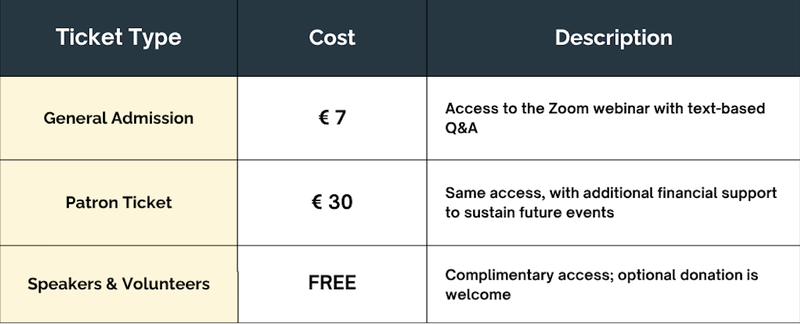 Ticket Type Cost Description
General Admission € 7 Access to the Zoom webinar with text-based
Q&A
Patron Ticket € 30 Same access, with additional financial support
to sustain future events
Speakers & Volunteers FREE Complimentary access; optional donation is
welcome